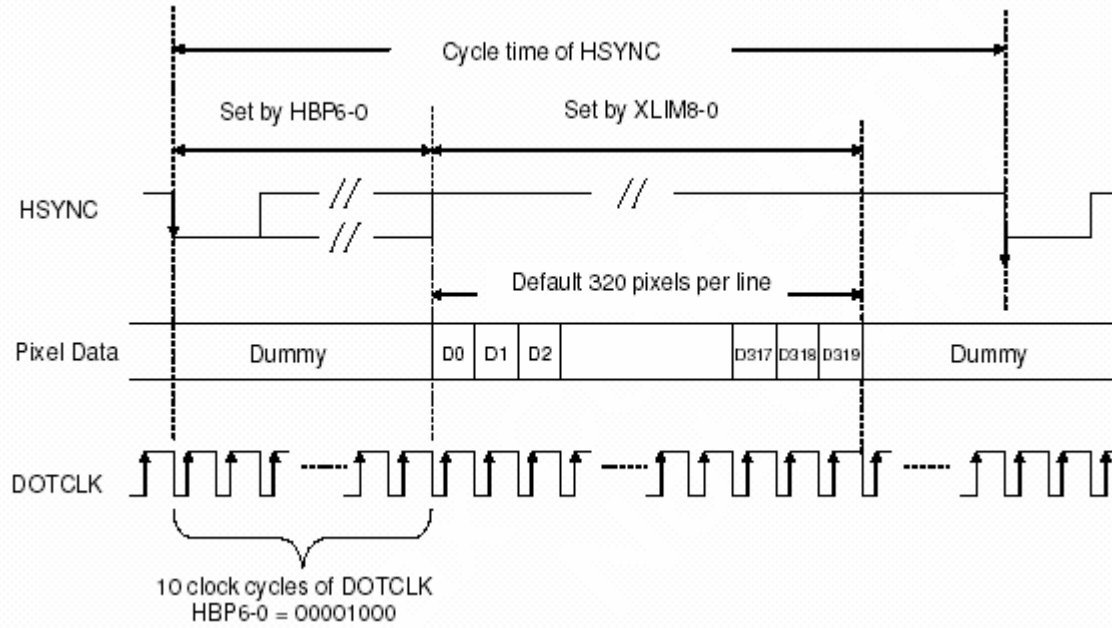 Cycle time of HSYNC
Set by HBP6-0
Set by XLIM8-0
HSYNC
Default 320 pixels per line
Pixel Data
Dummy
D0
D1
D2
D317
D318
D319
Dummy
DOTCLK
10 clock cycles of DOTCLK
HBP6-0 = 00001000